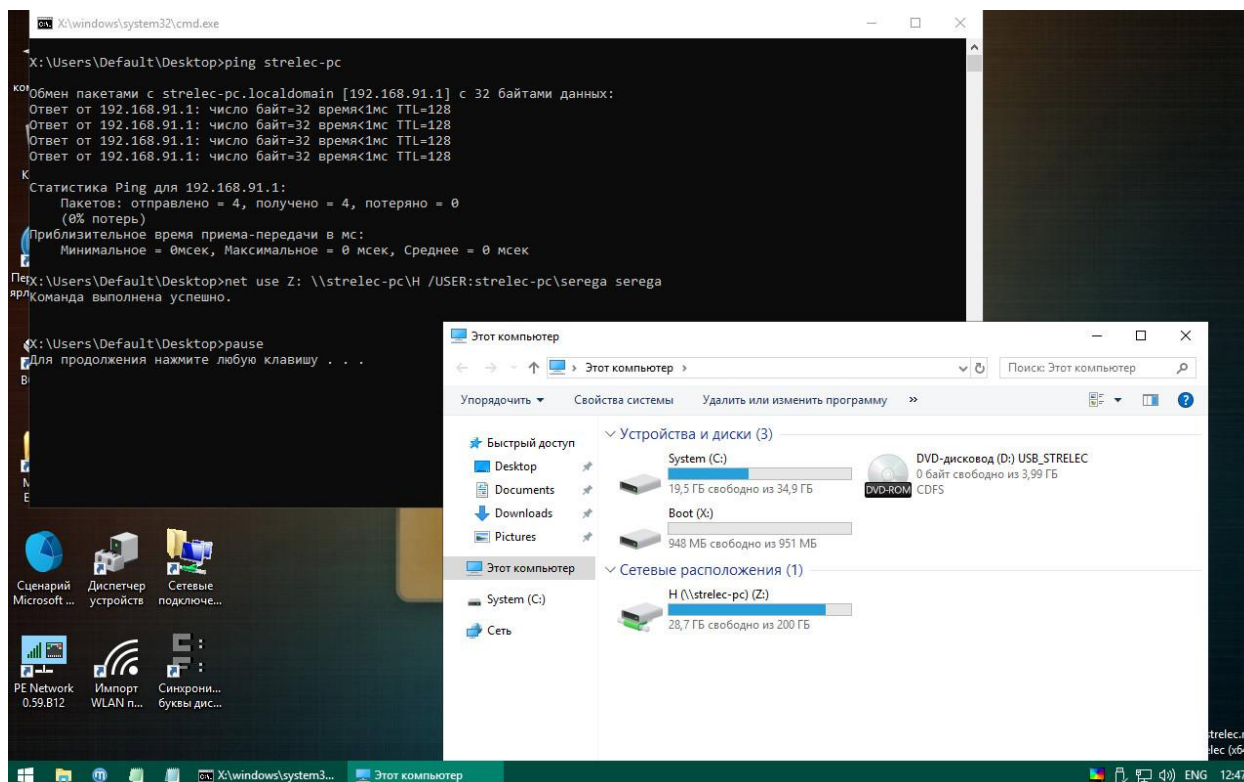 X:\windows\system32\cmd.exe
X:\Users\Default\Desktop>ping strelec-pc
Обмен пакетами с strelec-pc.localdomain [192.168.91.1] с 32 байтами данных:
Ответ от 192.168.91.1: число байт=32 время<1мс TTL=128
Ответ от 192.168.91.1: число байт=32 время<1мс TTL=128
Ответ от 192.168.91.1: число байт=32 время<1мс TTL=128
Ответ от 192.168.91.1: число байт=32 время<1мс TTL=128
Статистика Ping для 192.168.91.1:
Пакетов: отправлено = 4, получено = 4, потеряно = 0
(0% потерь)
Приблизительное время приема-передачи в мс:
Минимальное = 0мсек, Максимальное = 0 мсек, Среднее = 0 мсек
X:\Users\Default\Desktop>net use Z: \\strelec-pc\H /USER:strelec-pc\serega serega
Команда выполнена успешно.
X:\Users\Default\Desktop>pause
Для продолжения нажмите любую клавишу . . .
Этот компьютер
Этот компьютер
Поиск: Этот компьютер
Упорядочить
Свойства системы
Удалить или изменить программу
»
Быстрый доступ
Desktop
Documents
Downloads
Pictures
Этот компьютер
System (C:)
Сеть
Устройства и диски (3)
System (C:)
19,5 ГБ свободно из 34,9 ГБ
DVD-дисковод (D:) USB_STRELEC
0 байт свободно из 3,99 ГБ
DVD-ROM
CDFS
Boot (X:)
948 МБ свободно из 951 МБ
Сетевые расположения (1)
H (\\strelec-pc) (Z:)
28,7 ГБ свободно из 200 ГБ
Сценарий
Microsoft ...
Диспетчер
устройств
Сетевые
подключе...
PE Network
0.59.B12
Импорт
WLAN п...
Синхрони...
буквы дис...
X:\windows\system3...
Этот компьютер
ENG
12:47